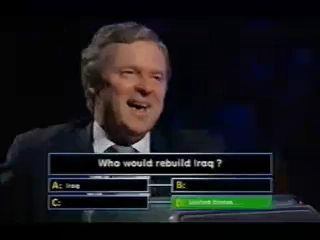 Who would rebuild Iraq ?
A: Iraq
B:
C:
D: United States...